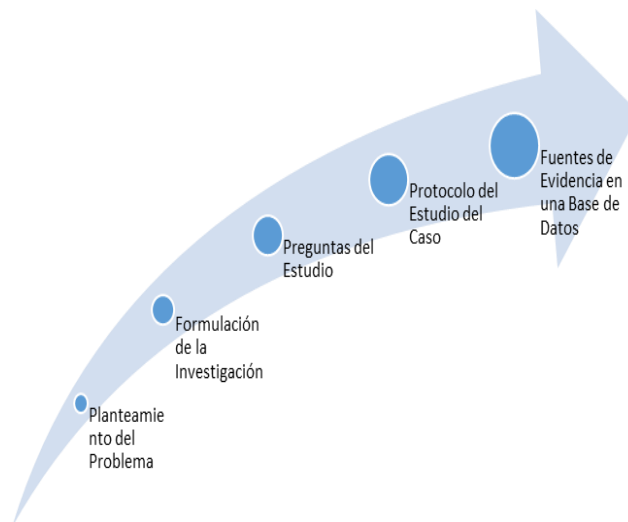 Planteamie
nto del
Problema
Formulación
de la
Investigación
Preguntas del
Estudio
Protocolo del
Estudio del
Caso
Fuentes de
Evidencia en
una Base de
Datos